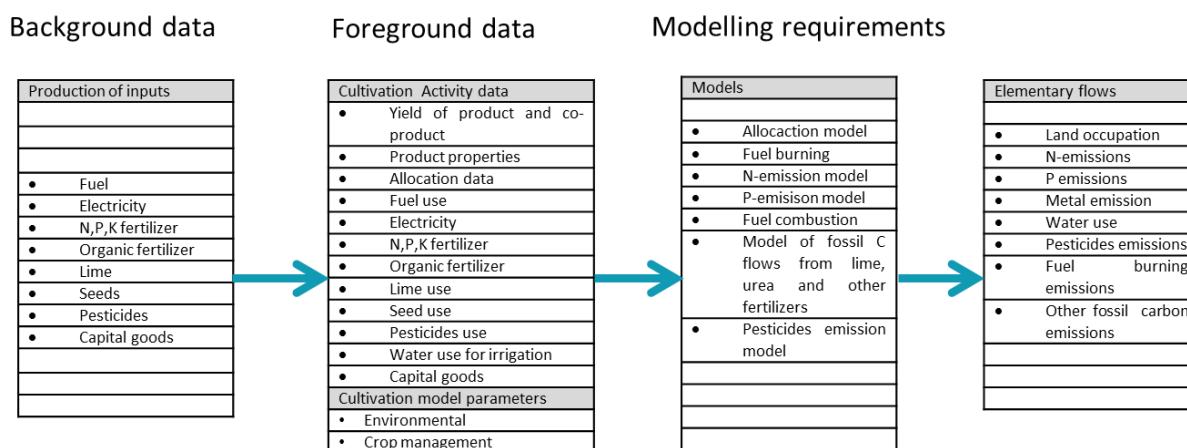 Background data
Foreground data
Modelling requirements
Production of inputs
• Fuel
• Electricity
• N,P,K fertilizer
• Organic fertilizer
• Lime
• Seeds
• Pesticides
• Capital goods
Cultivation Activity data
• Yield of product and co-
product
• Product properties
• Allocation data
• Fuel use
• Electricity
• N,P,K fertilizer
• Organic fertilizer
• Lime use
• Seed use
• Pesticides use
• Water use for irrigation
• Capital goods
Cultivation model parameters
• Environmental
• Crop management
Models
• Allocaction model
• Fuel burning
• N-emission model
• P-emisison model
• Fuel combustion
• Model of fossil C
flows from lime,
urea and other
fertilizers
• Pesticides emission
model
Elementary flows
• Land occupation
• N-emissions
• P emissions
• Metal emission
• Water use
• Pesticides emissions
• Fuel burning
emissions
• Other fossil carbon
emissions